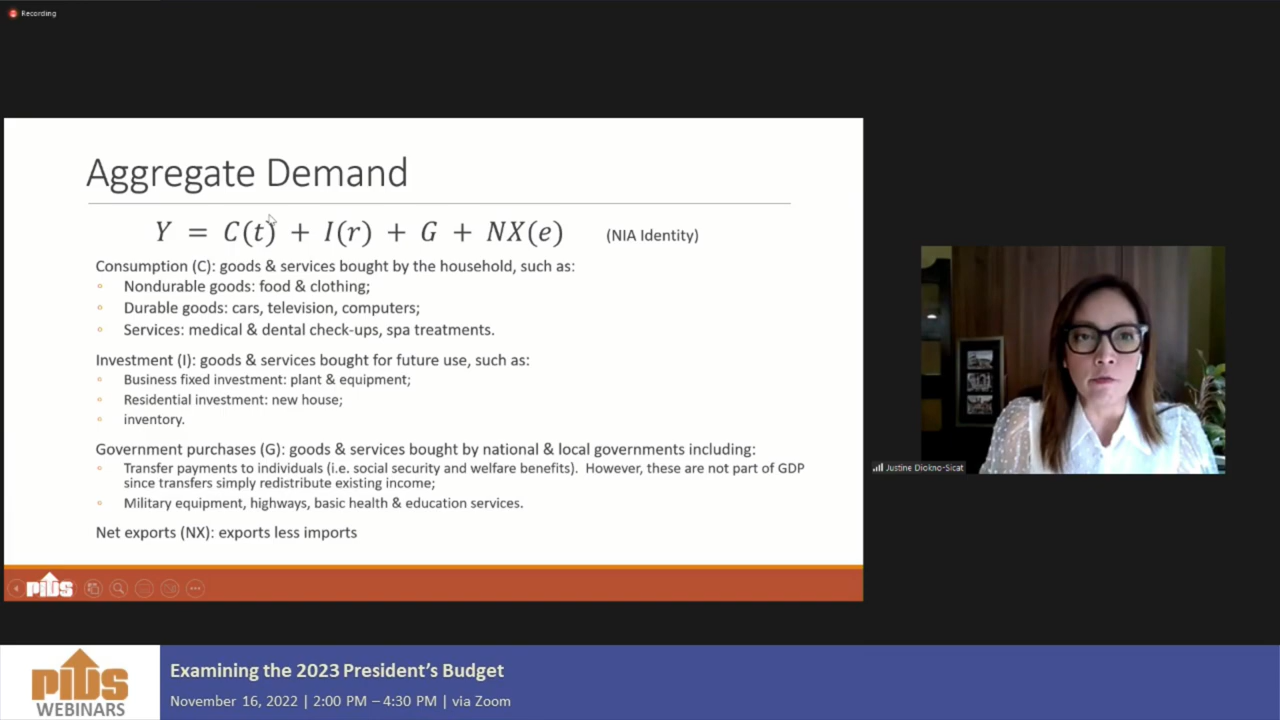 Recording
Aggregate Demand
Y = C(t) + I(r) + G + NX(e) (NIA Identity)
Consumption (C): goods & services bought by the household, such as:
◦ Nondurable goods: food & clothing;
◦ Durable goods: cars, television, computers;
◦ Services: medical & dental check-ups, spa treatments.
Investment (I): goods & services bought for future use, such as:
◦ Business fixed investment: plant & equipment;
◦ Residential investment: new house;
◦ inventory.
Government purchases (G): goods & services bought by national & local governments including:
◦ Transfer payments to individuals (i.e. social security and welfare benefits). However, these are not part of GDP
since transfers simply redistribute existing income;
◦ Military equipment, highways, basic health & education services.
Net exports (NX): exports less imports
PIDS
Justine Diokno-Sicat
PIDS
WEBINARS
Examining the 2023 President's Budget
November 16, 2022 | 2:00 PM – 4:30 PM | via Zoom